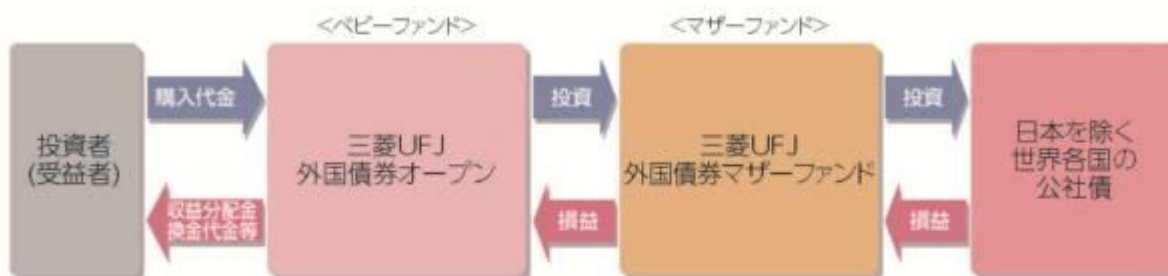 <ベビーファンド>
<マザーファンド>
投資者
(受益者)
購入代金
収益分配金
換金代金等
三菱UFJ
外国債券オープン
投資
損益
三菱UFJ
外国債券マザーファンド
投資
損益
日本を除く
世界各国の
公社債